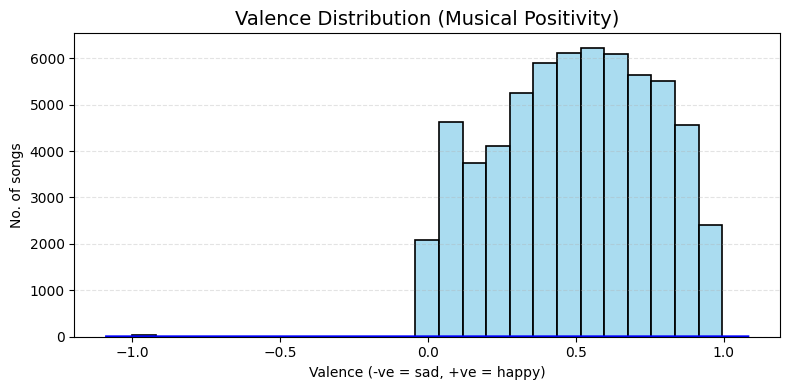 Valence Distribution (Musical Positivity)
No. of songs
6000
5000
4000
3000
2000
1000
0
−1.0 −0.5 0.0 0.5 1.0
Valence (-ve = sad, +ve = happy)